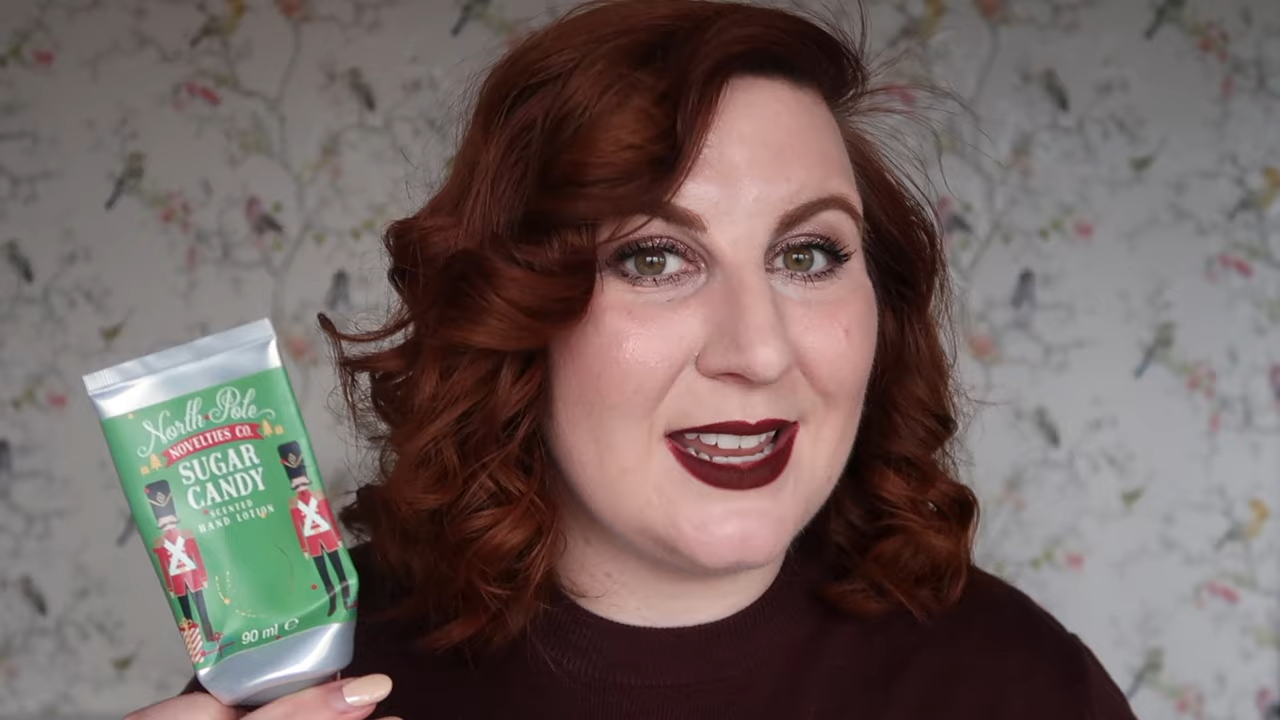 North Pole
NOVELTIES CO.
SUGAR
CANDY
SCENTED
HAND LOTION
90 ml ℮